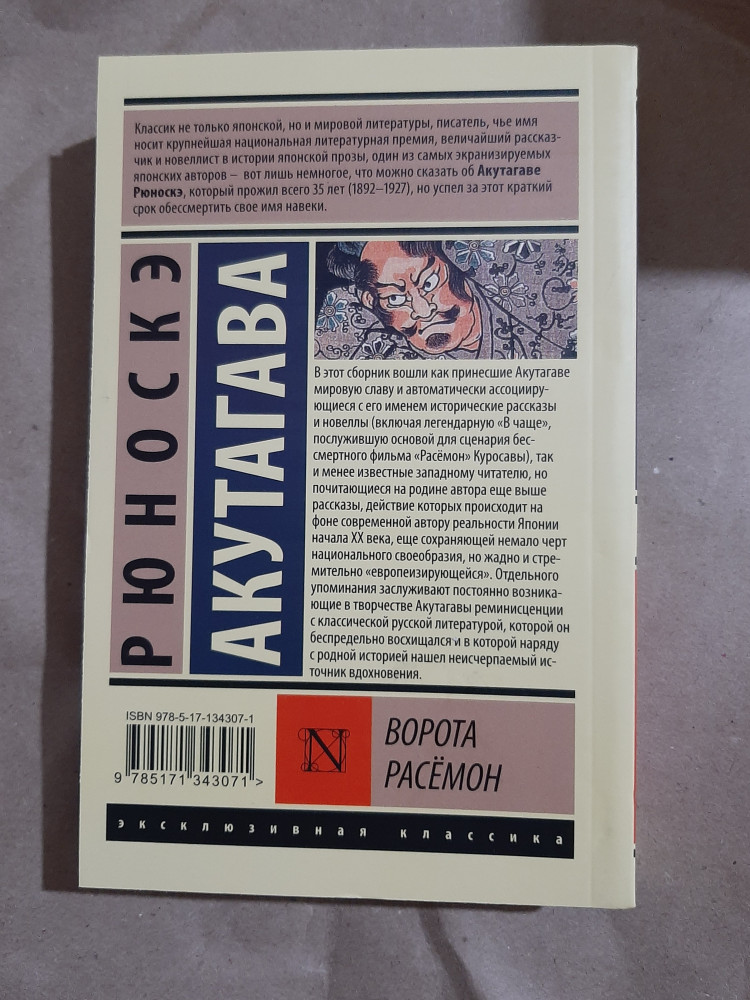 Классик не только японской, но и мировой литературы, писатель, чье имя
носит крупнейшая национальная литературная премия, величайший рассказ-
чик и новеллист в истории японской прозы, один из самых экранизируемых
японских авторов – вот лишь немногое, что можно сказать об Акутагаве
Рюноскэ, который прожил всего 35 лет (1892–1927), но успел за этот краткий
срок обессмертить свое имя навеки.
РЮНОСКЭ
АКУТАГАВА
В этот сборник вошли как принесшие Акутагаве
мировую славу и автоматически ассоцииру-
ющиеся с его именем исторические рассказы
и новеллы (включая легендарную «В чаще»,
послужившую основой для сценария бес-
смертного фильма «Расёмон» Куросавы), так
и менее известные западному читателю, но
почитающиеся на родине автора еще выше
рассказы, действие которых происходит на
фоне современной автору реальности Японии
начала XX века, еще сохраняющей немало черт
национального своеобразия, но жадно и стре-
мительно «европеизирующейся». Отдельного
упоминания заслуживают постоянно возника-
ющие в творчестве Акутагавы реминисценции
с классической русской литературой, которой он
беспредельно восхищался и в которой наряду
с родной историей нашел неисчерпаемый ис-
точник вдохновения.
ISBN 978-5-17-134307-1
9 785171 343071 >
N
ВОРОТА
РАСЁМОН
эксклюзивная классика